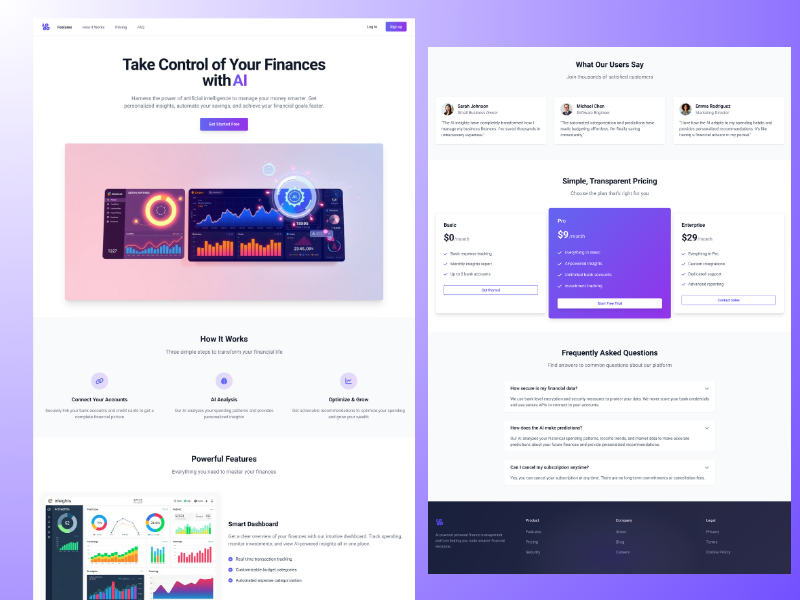 Features How It Works Pricing FAQ
Log In Sign up
Take Control of Your Finances
with AI
Harness the power of artificial intelligence to manage your money smarter. Get
personalized insights, automate your savings, and achieve your financial goals faster.
Get Started Free
How It Works
Three simple steps to transform your financial life
Connect Your Accounts
Securely link your bank accounts and credit cards to get a
complete financial picture
AI Analysis
Our AI analyzes your spending patterns and provides
personalized insights
Optimize & Grow
Get actionable recommendations to optimize your spending
and grow your wealth
Powerful Features
Everything you need to master your finances
Smart Dashboard
Get a clear overview of your finances with our intuitive dashboard. Track spending,
monitor investments, and view AI-powered insights all in one place.
Real-time transaction tracking
Customizable budget categories
Automated expense categorization
What Our Users Say
Join thousands of satisfied customers
Sarah Johnson
Small Business Owner
"The AI insights have completely transformed how I
manage my business finances. I've saved thousands in
unnecessary expenses."
Michael Chen
Software Engineer
"The automated categorization and predictions have
made budgeting effortless. I'm finally saving
consistently."
Emma Rodriguez
Marketing Director
"I love how the AI adapts to my spending habits and
provides personalized recommendations. It's like
having a financial advisor in my pocket."
Simple, Transparent Pricing
Choose the plan that's right for you
Basic
$0/month
Basic expense tracking
Monthly insights report
Up to 2 bank accounts
Get Started
Pro
$9/month
Everything in Basic
AI-powered insights
Unlimited bank accounts
Investment tracking
Start Free Trial
Enterprise
$29/month
Everything in Pro
Custom integrations
Dedicated support
Advanced reporting
Contact Sales
Frequently Asked Questions
Find answers to common questions about our platform
How secure is my financial data?
We use bank-level encryption and security measures to protect your data. We never store your bank credentials
and use secure APIs to connect to your accounts.
How does the AI make predictions?
Our AI analyzes your historical spending patterns, income trends, and market data to make accurate
predictions about your future finances and provide personalized recommendations.
Can I cancel my subscription anytime?
Yes, you can cancel your subscription at any time. There are no long-term commitments or cancellation fees.
AI-powered personal finance management
platform helping you make smarter financial
decisions.
Product
Features
Pricing
Security
Company
About
Blog
Careers
Legal
Privacy
Terms
Cookie Policy